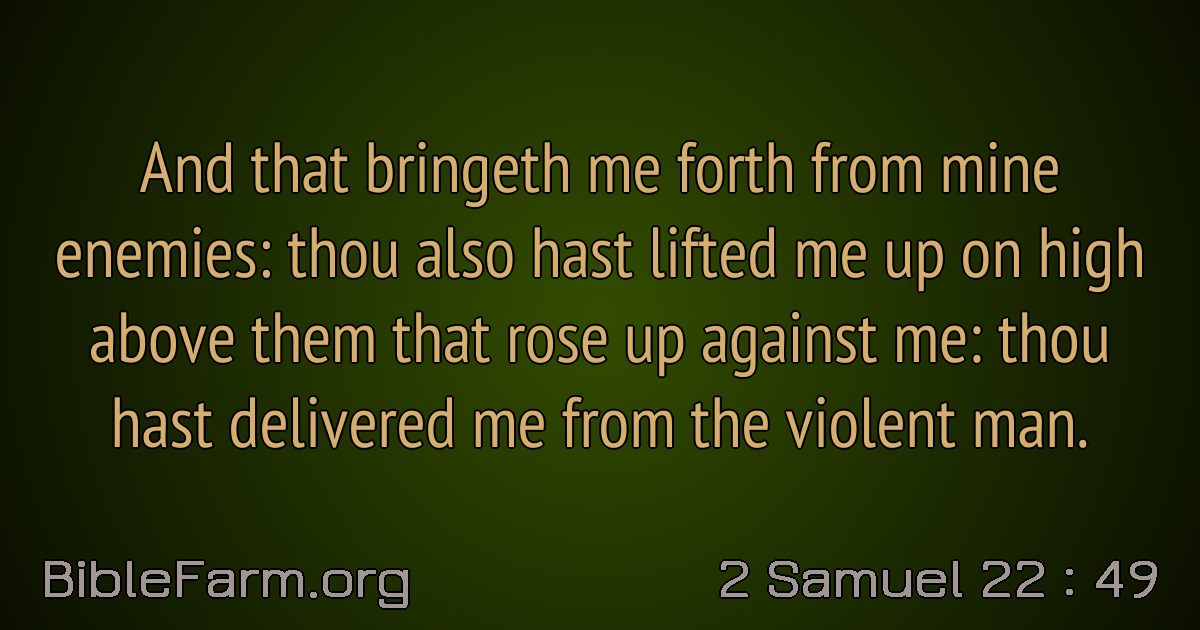 And that bringeth me forth from mine
enemies: thou also hast lifted me up on high
above them that rose up against me: thou
hast delivered me from the violent man.
BibleFarm.org
2 Samuel 22 : 49